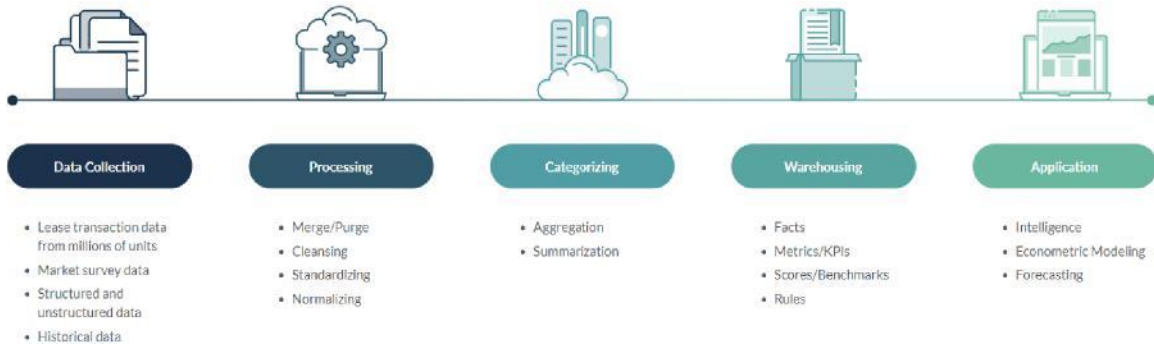 Data Collection
Processing
Categorizing
Warehousing
Application
• Lease transaction data
from millions of units
• Market survey data
• Structured and
unstructured data
• Historical data
• Merge/Purge
• Cleansing
• Standardizing
• Normalizing
• Aggregation
• Summarization
• Facts
• Metrics/KPIs
• Scores/Benchmarks
• Rules
• Intelligence
• Econometric Modeling
• Forecasting